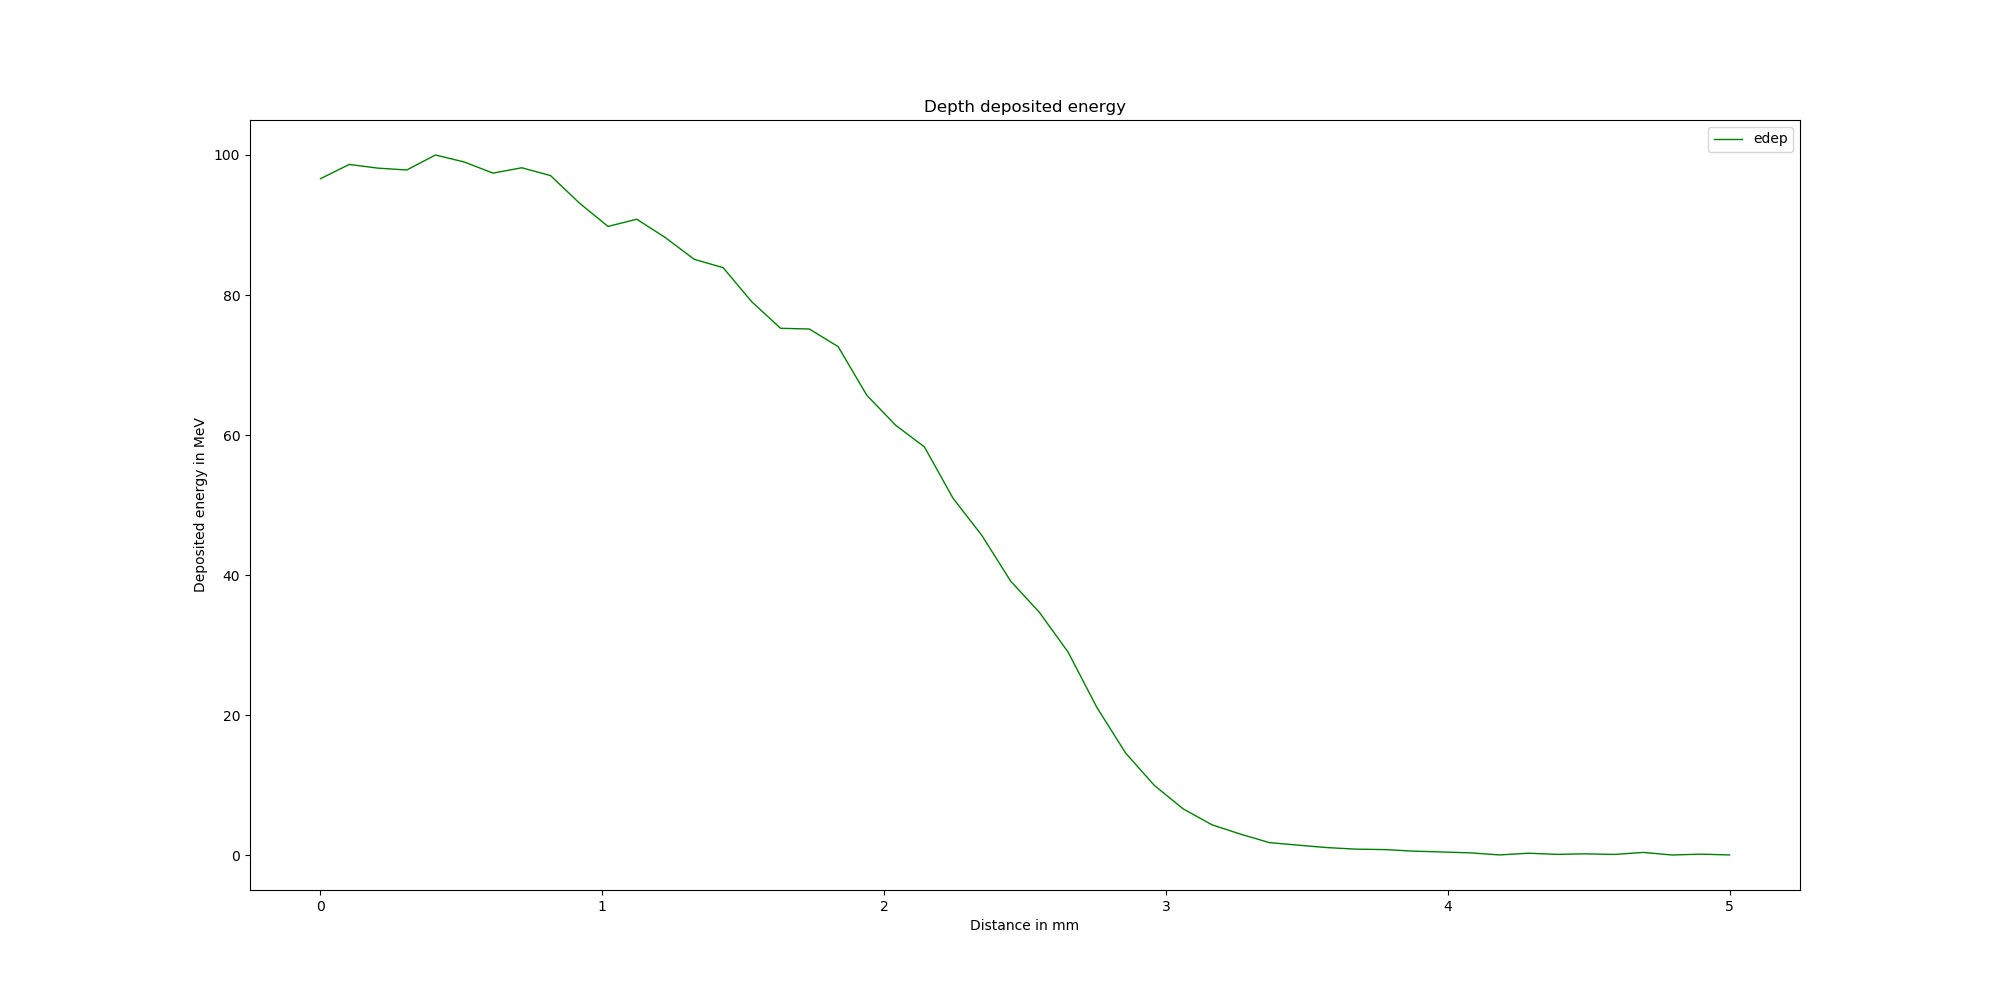 Depth deposited energy
edep
100
80
60
40
20
0
Deposited energy in MeV
0 1 2 3 4 5
Distance in mm